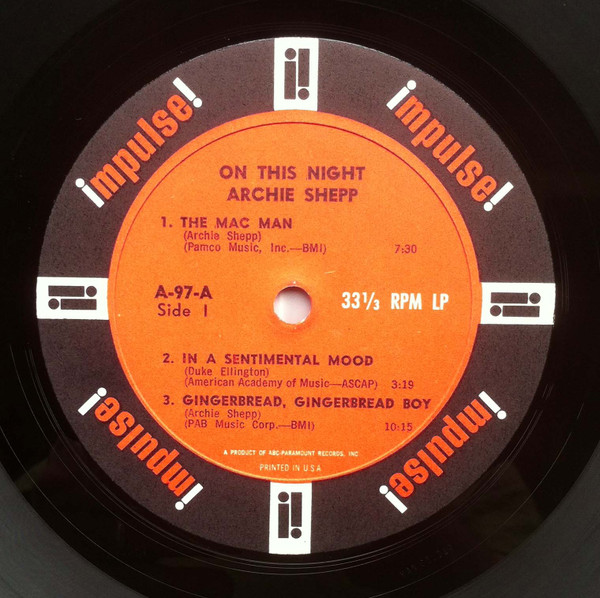 impulse!
impulse!
ON THIS NIGHT
ARCHIE SHEPP
1. THE MAC MAN
(Archie Shepp)
(Pamco Music, Inc.—BMI) 7:30
A-97-A 33 1/3 RPM LP
Side 1
2. IN A SENTIMENTAL MOOD
(Duke Ellington)
(American Academy of Music—ASCAP) 3:19
3. GINGERBREAD, GINGERBREAD BOY
(Archie Shepp)
(PAB Music Corp.—BMI) 10:15
A PRODUCT OF ABC-PARAMOUNT RECORDS, INC.
PRINTED IN U.S.A
impulse!
impulse!